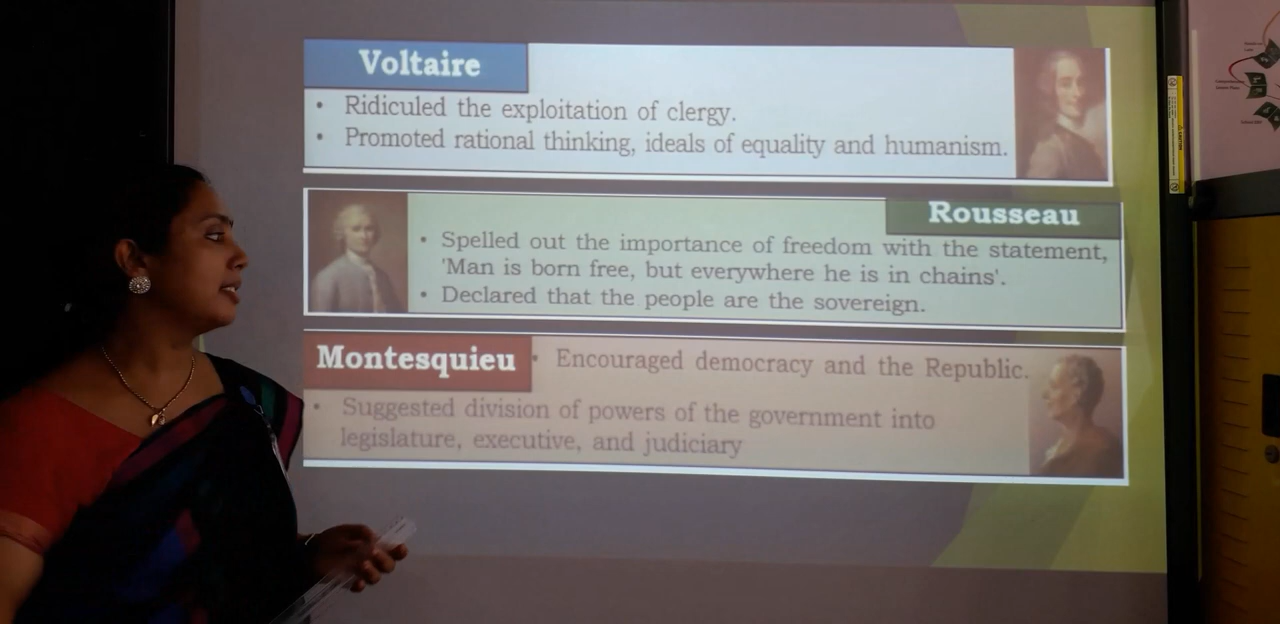 Voltaire
• Ridiculed the exploitation of clergy.
• Promoted rational thinking, ideals of equality and humanism.
Rousseau
• Spelled out the importance of freedom with the statement,
'Man is born free, but everywhere he is in chains'.
• Declared that the people are the sovereign.
Montesquieu
• Encouraged democracy and the Republic.
• Suggested division of powers of the government into
legislature, executive, and judiciary